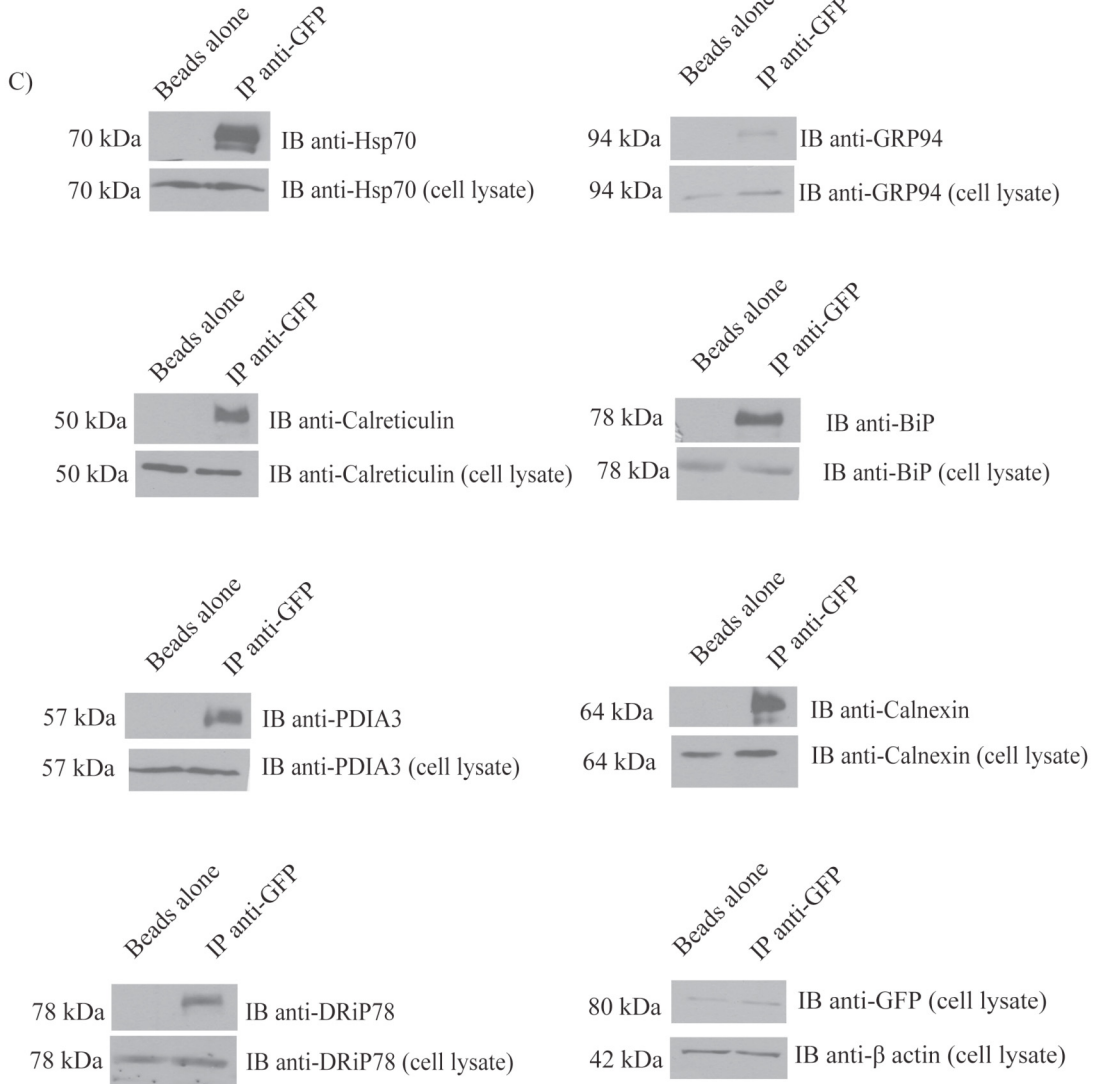 C)
Beads alone
IP anti-GFP
70 kDa
IB anti-Hsp70
70 kDa
IB anti-Hsp70 (cell lysate)
Beads alone
IP anti-GFP
94 kDa
IB anti-GRP94
94 kDa
IB anti-GRP94 (cell lysate)
Beads alone
IP anti-GFP
50 kDa
IB anti-Calreticulin
50 kDa
IB anti-Calreticulin (cell lysate)
Beads alone
IP anti-GFP
78 kDa
IB anti-BiP
78 kDa
IB anti-BiP (cell lysate)
Beads alone
IP anti-GFP
57 kDa
IB anti-PDIA3
57 kDa
IB anti-PDIA3 (cell lysate)
Beads alone
IP anti-GFP
64 kDa
IB anti-Calnexin
64 kDa
IB anti-Calnexin (cell lysate)
Beads alone
IP anti-GFP
78 kDa
IB anti-DRiP78
78 kDa
IB anti-DRiP78 (cell lysate)
Beads alone
IP anti-GFP
80 kDa
IB anti-GFP (cell lysate)
42 kDa
IB anti-β actin (cell lysate)